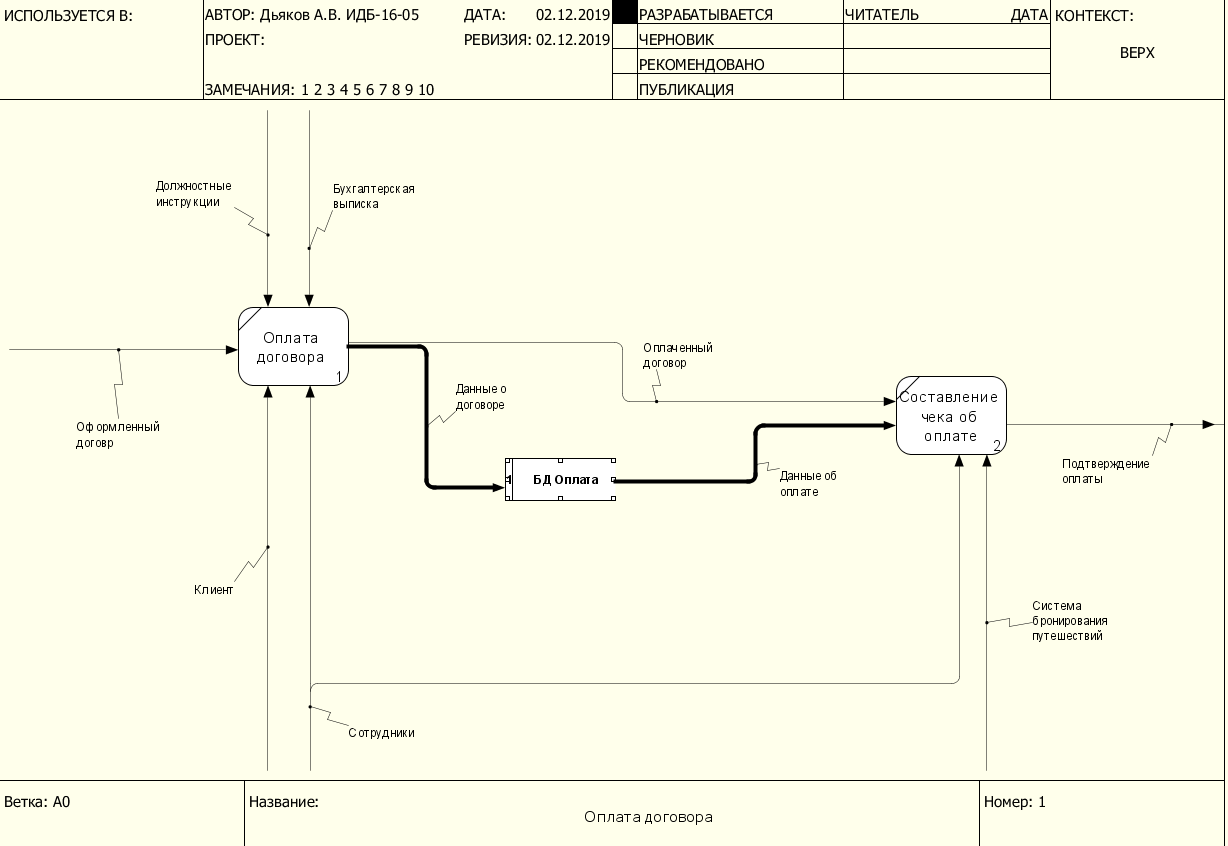 ИСПОЛЬЗУЕТСЯ В:
АВТОР: Дьяков А.В. ИДБ-16-05
ДАТА: 02.12.2019
ПРОЕКТ:
РЕВИЗИЯ: 02.12.2019
ЗАМЕЧАНИЯ: 1 2 3 4 5 6 7 8 9 10
РАЗРАБАТЫВАЕТСЯ
ЧЕРНОВИК
РЕКОМЕНДОВАНО
ПУБЛИКАЦИЯ
ЧИТАТЕЛЬ
ДАТА
КОНТЕКСТ:
ВЕРХ
Должностные
инструкции
Бухгалтерская
выписка
Оплата
договора
1
Оформленный
договр
Данные о
договоре
Оплаченный
договор
Составление
чека об
оплате
2
1
БД Оплата
Данные об
оплате
Подтверждение
оплаты
Клиент
Система
бронирования
путешествий
Сотрудники
Ветка: A0
Название:
Оплата договора
Номер: 1